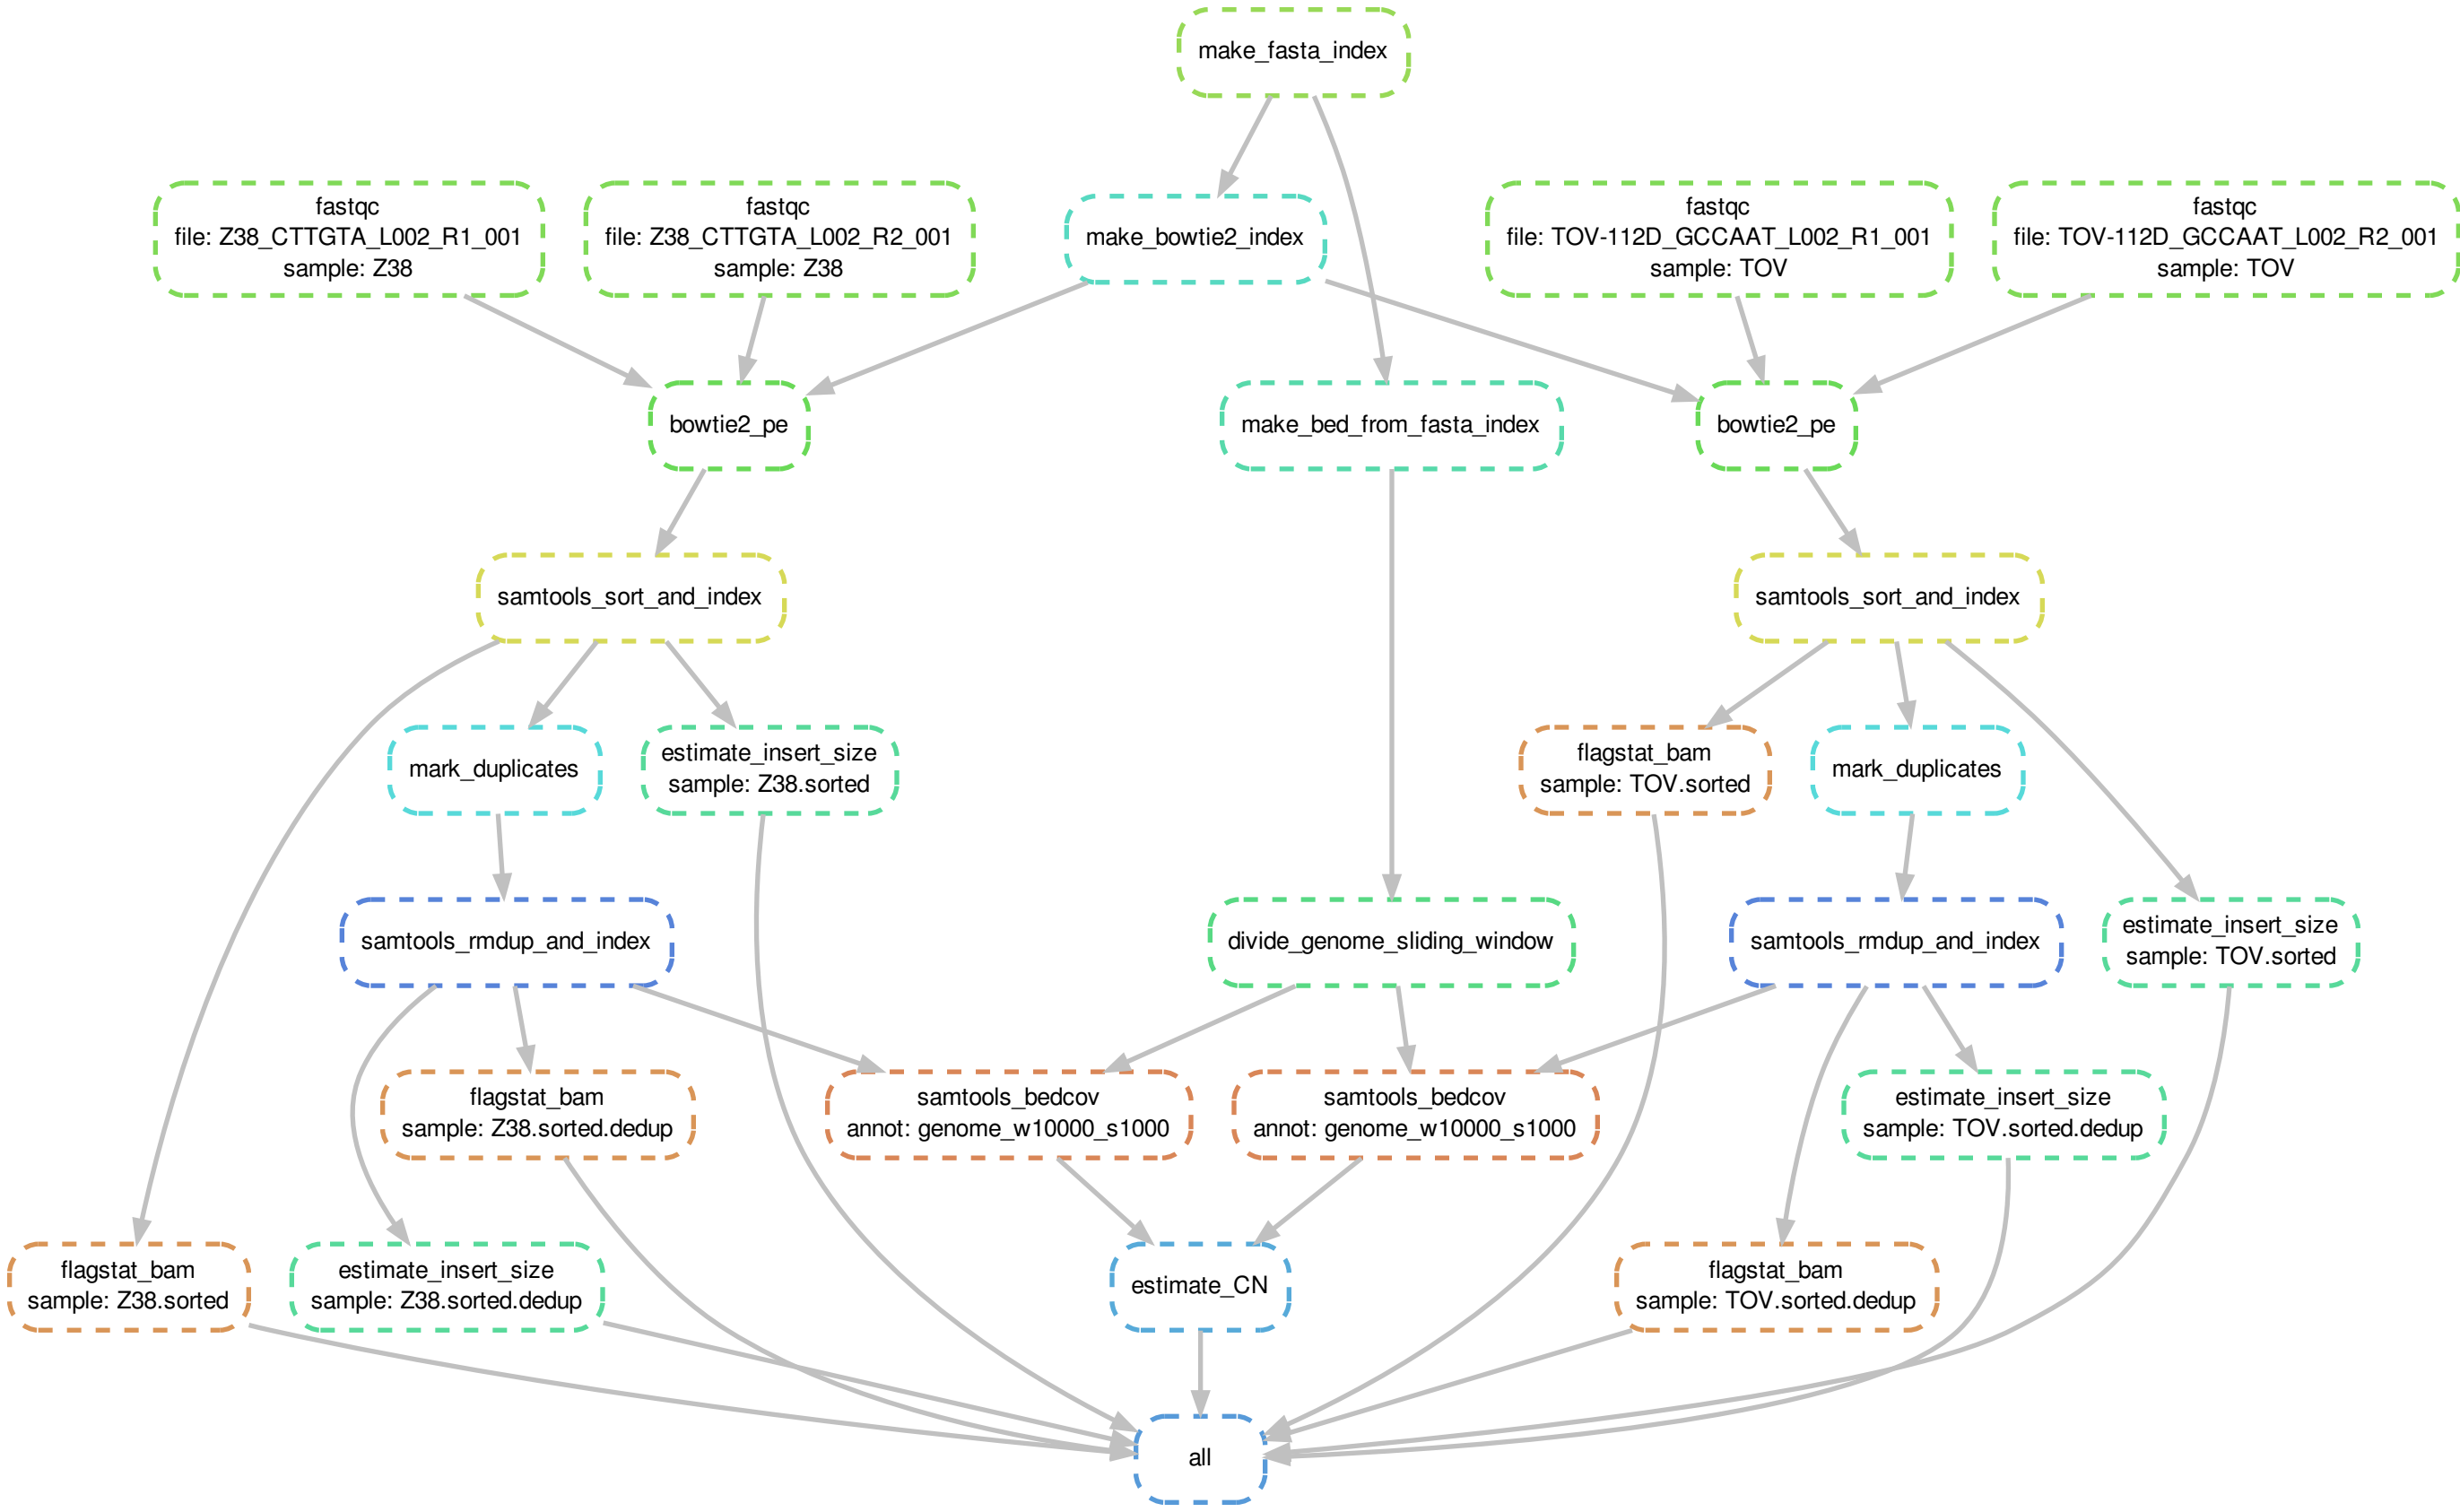 make_fasta_index
fastqc
file: Z38_CTTGTA_L002_R1_001
sample: Z38
fastqc
file: Z38_CTTGTA_L002_R2_001
sample: Z38
make_bowtie2_index
fastqc
file: TOV-112D_GCCAAT_L002_R1_001
sample: TOV
fastqc
file: TOV-112D_GCCAAT_L002_R2_001
sample: TOV
bowtie2_pe
make_bed_from_fasta_index
bowtie2_pe
samtools_sort_and_index
samtools_sort_and_index
mark_duplicates
estimate_insert_size
sample: Z38.sorted
flagstat_bam
sample: TOV.sorted
mark_duplicates
samtools_rmdup_and_index
divide_genome_sliding_window
samtools_rmdup_and_index
estimate_insert_size
sample: TOV.sorted
flagstat_bam
sample: Z38.sorted.dedup
samtools_bedcov
annot: genome_w10000_s1000
samtools_bedcov
annot: genome_w10000_s1000
estimate_insert_size
sample: TOV.sorted.dedup
flagstat_bam
sample: Z38.sorted
estimate_insert_size
sample: Z38.sorted.dedup
estimate_CN
flagstat_bam
sample: TOV.sorted.dedup
all